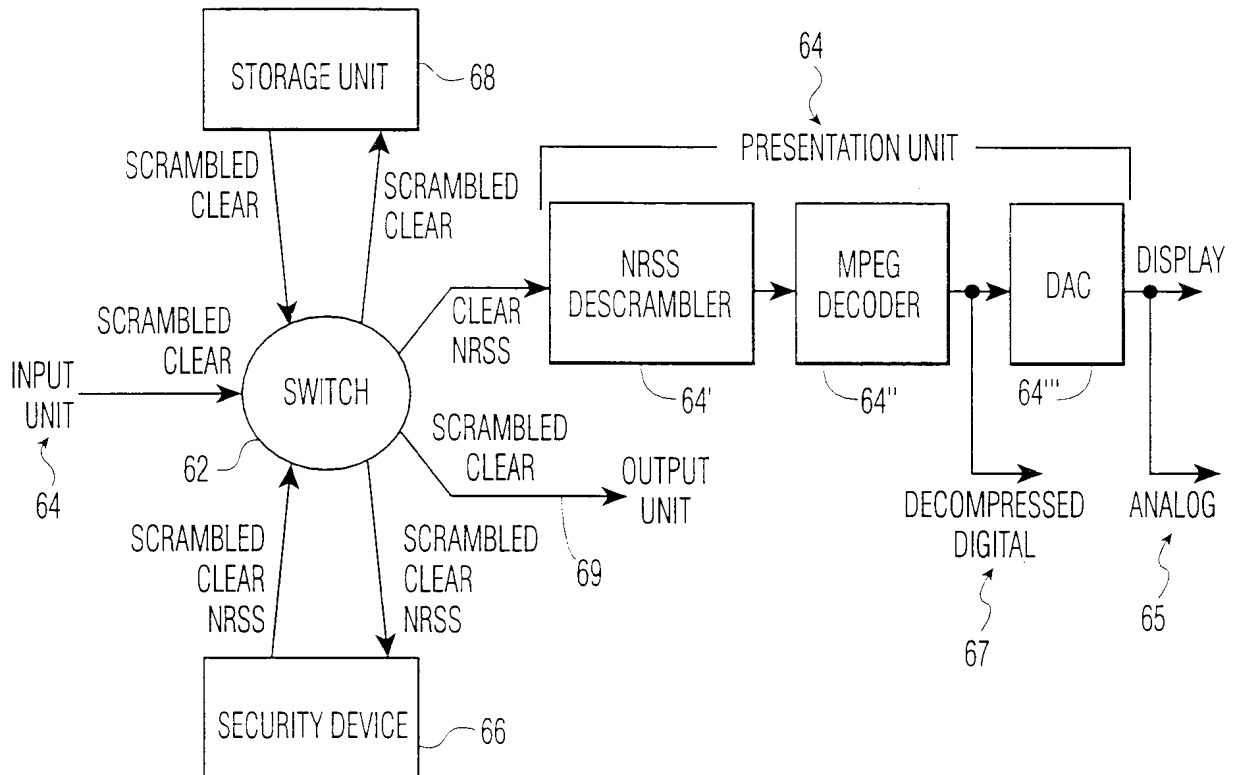 STORAGE UNIT
68
64
PRESENTATION UNIT
SCRAMBLED
CLEAR
SCRAMBLED
CLEAR
NRSS
DESCRAMBLER
MPEG
DECODER
DAC
DISPLAY
CLEAR
NRSS
SCRAMBLED
CLEAR
INPUT
UNIT
SWITCH
64'
64"
64'"
62
64
SCRAMBLED
CLEAR
OUTPUT
UNIT
69
DECOMPRESSED
DIGITAL
67
ANALOG
65
SCRAMBLED
CLEAR
NRSS
SCRAMBLED
CLEAR
NRSS
SECURITY DEVICE
66